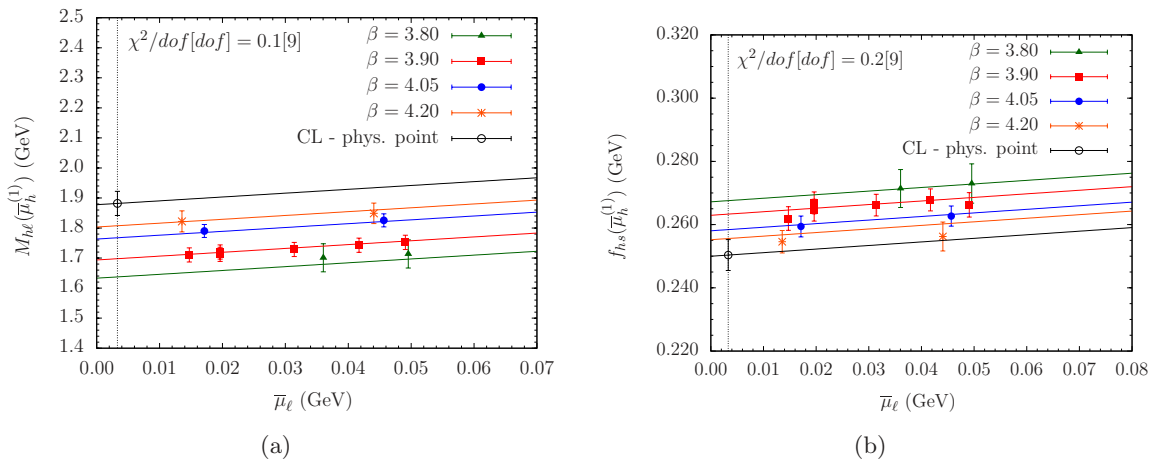 2.5
2.4
2.3
2.2
2.1
2.0
1.9
1.8
1.7
1.6
1.5
1.4
M_{hℓ}(μ̅_h^{(1)}) (GeV)
χ²/dof[dof] = 0.1[9]
β = 3.80
β = 3.90
β = 4.05
β = 4.20
CL - phys. point
0.00 0.01 0.02 0.03 0.04 0.05 0.06 0.07
μ̅_ℓ (GeV)
(a)
0.320
0.300
0.280
0.260
0.240
0.220
f_{hs}(μ̅_h^{(1)}) (GeV)
χ²/dof[dof] = 0.2[9]
β = 3.80
β = 3.90
β = 4.05
β = 4.20
CL - phys. point
0.00 0.01 0.02 0.03 0.04 0.05 0.06 0.07 0.08
μ̅_ℓ (GeV)
(b)